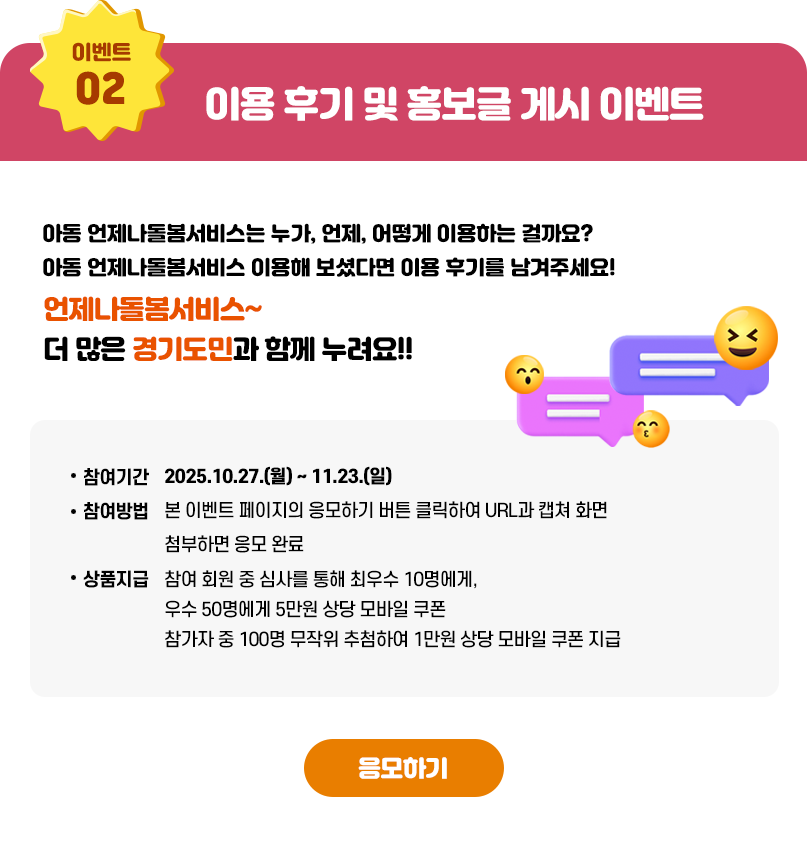 이벤트
02
이용 후기 및 홍보글 게시 이벤트
아동 언제나돌봄서비스는 누가, 언제, 어떻게 이용하는 걸까요?
아동 언제나돌봄서비스 이용해 보셨다면 이용 후기를 남겨주세요!
언제나돌봄서비스~
더 많은 경기도민과 함께 누려요!!
• 참여기간 2025.10.27.(월) ~ 11.23.(일)
• 참여방법 본 이벤트 페이지의 응모하기 버튼 클릭하여 URL과 캡쳐 화면
첨부하면 응모 완료
• 상품지급 참여 회원 중 심사를 통해 최우수 10명에게,
우수 50명에게 5만원 상당 모바일 쿠폰
참가자 중 100명 무작위 추첨하여 1만원 상당 모바일 쿠폰 지급
응모하기